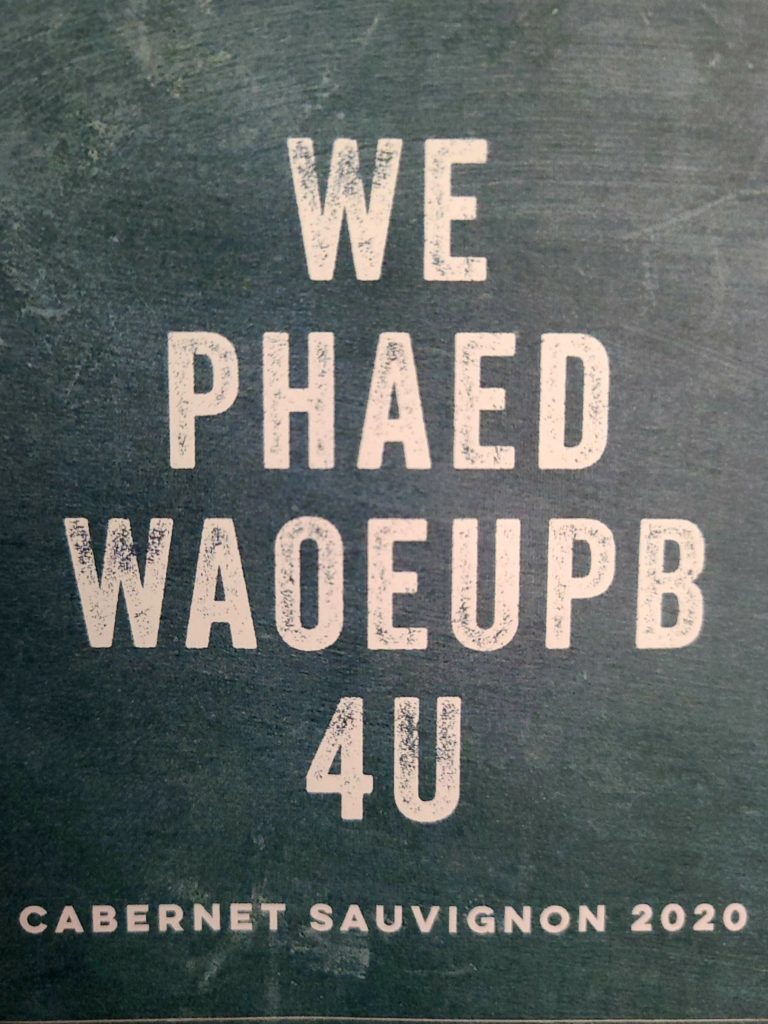 WE
PHAED
WAOEUPB
4U
CABERNET SAUVIGNON 2020